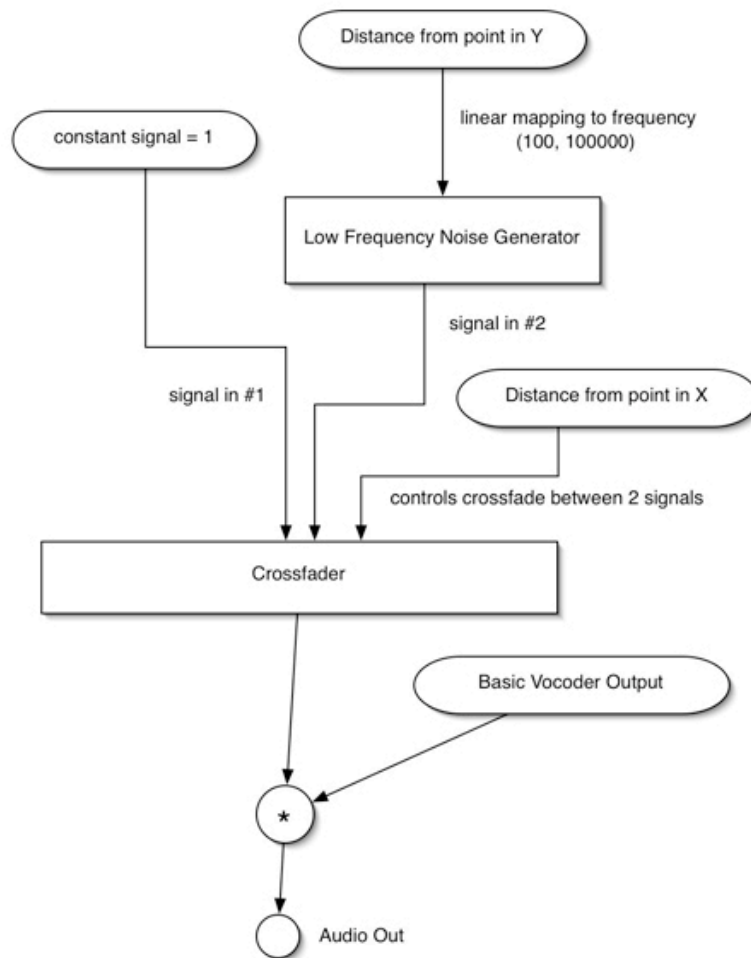 Distance from point in Y
linear mapping to frequency
(100, 100000)
constant signal = 1
Low Frequency Noise Generator
signal in #2
signal in #1
Distance from point in X
controls crossfade between 2 signals
Crossfader
Basic Vocoder Output
*
Audio Out